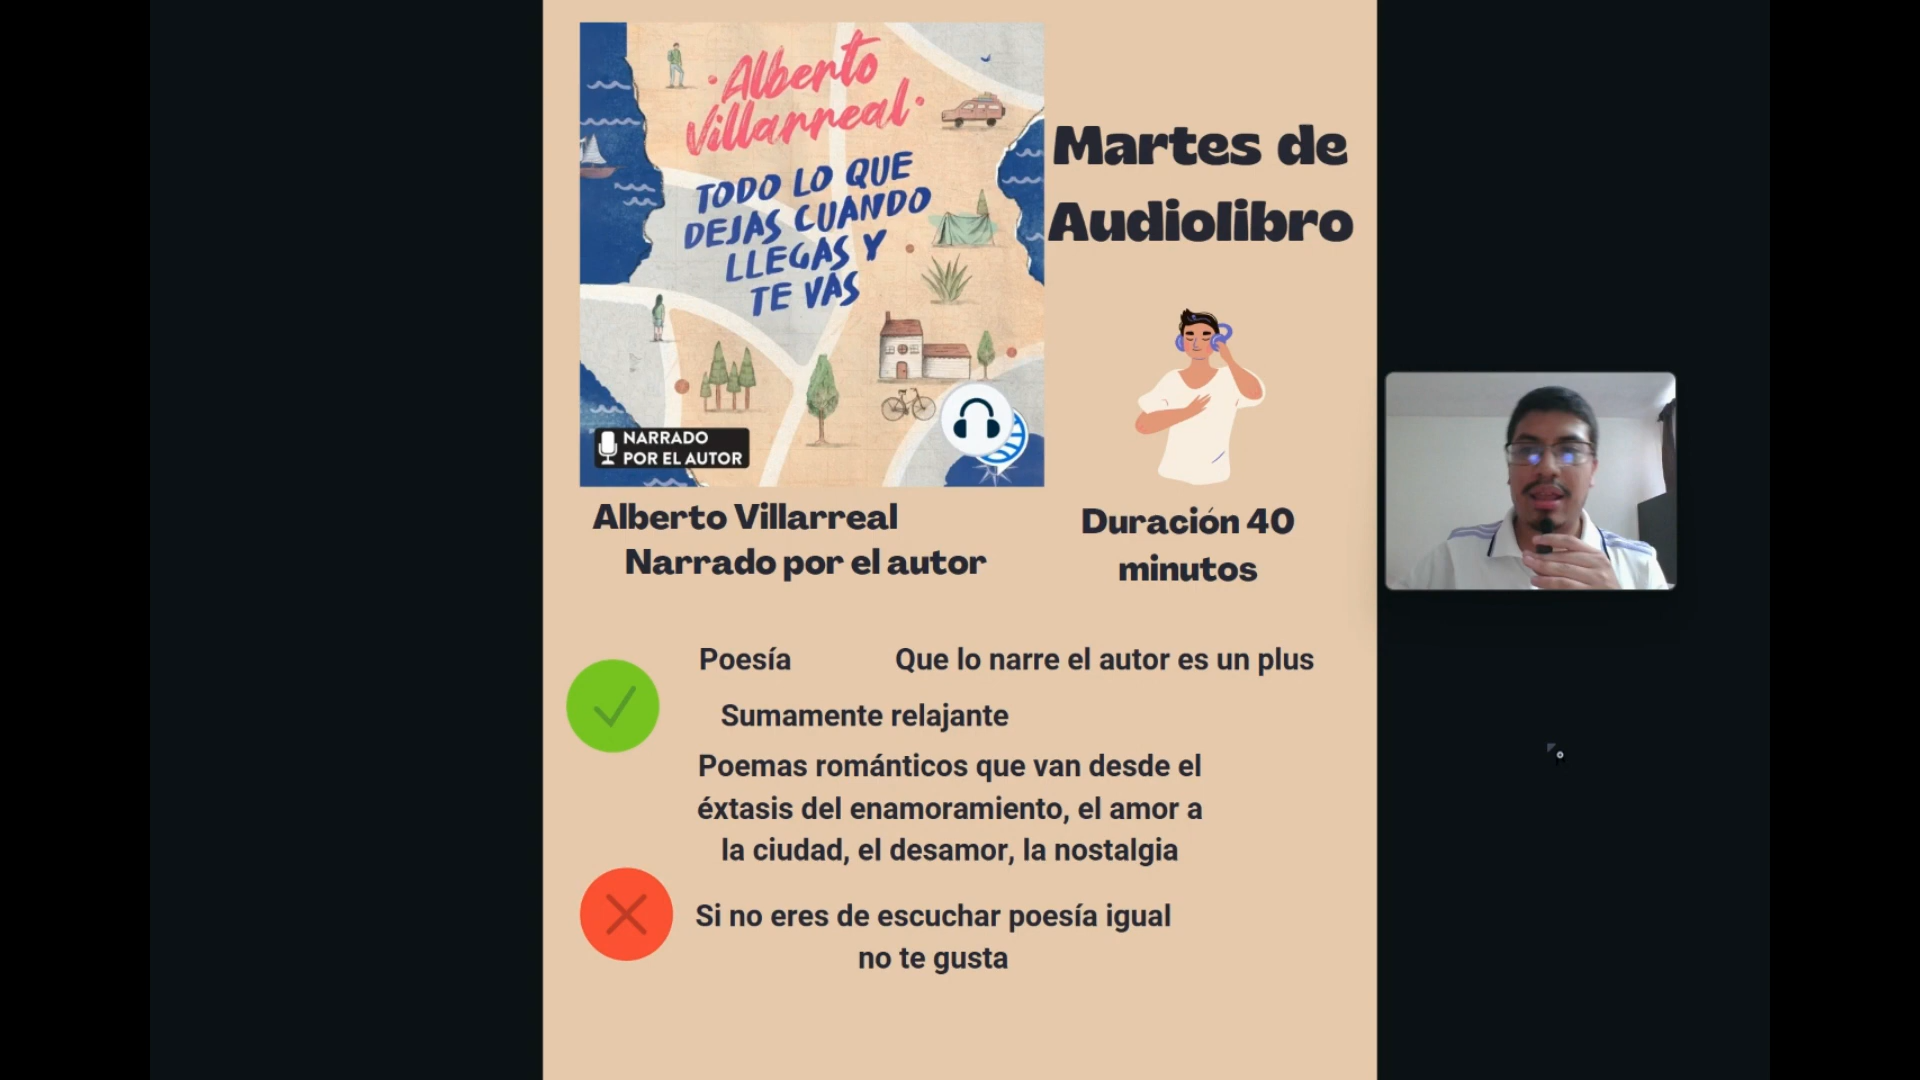 Alberto
Villarreal
TODO LO QUE
DEJAS CUANDO
LLEGAS Y
TE VAS
NARRADO
POR EL AUTOR
Martes de
Audiolibro
Alberto Villarreal
Narrado por el autor
Duración 40
minutos
Poesía
Que lo narre el autor es un plus
Sumamente relajante
Poemas románticos que van desde el
éxtasis del enamoramiento, el amor a
la ciudad, el desamor, la nostalgia
Si no eres de escuchar poesía igual
no te gusta